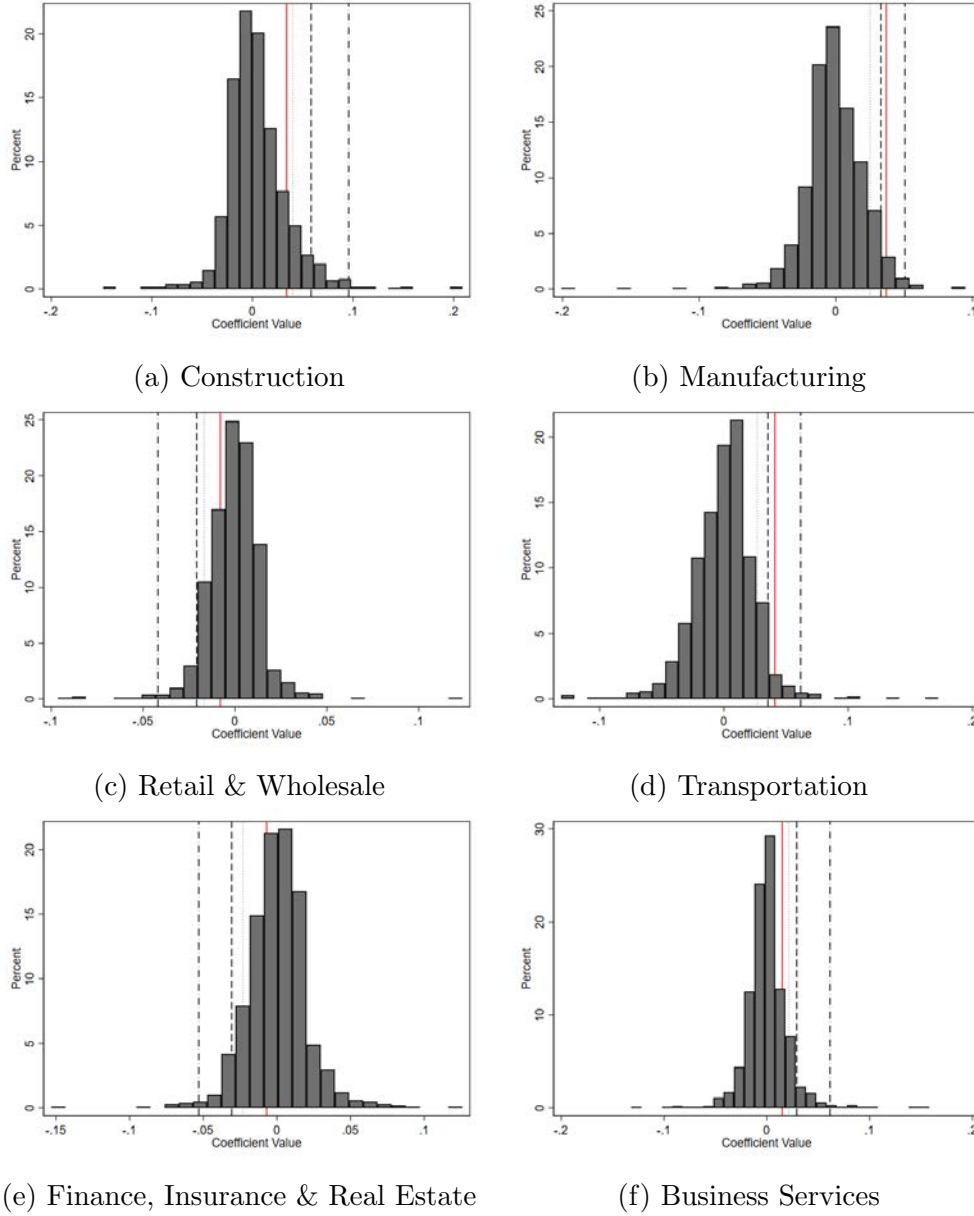 20
15
10
5
0
Percent
-.2 -.1 0 .1 .2
Coefficient Value
(a) Construction
25
20
15
10
5
0
Percent
-.2 -.1 0 .1
Coefficient Value
(b) Manufacturing
25
20
15
10
5
0
Percent
-.1 -.05 0 .05 .1
Coefficient Value
(c) Retail & Wholesale
20
15
10
5
0
Percent
-.1 0 .1 .2
Coefficient Value
(d) Transportation
20
15
10
5
0
Percent
-.15 -.1 -.05 0 .05 .1
Coefficient Value
(e) Finance, Insurance & Real Estate
30
20
10
0
Percent
-.2 -.1 0 .1 .2
Coefficient Value
(f) Business Services